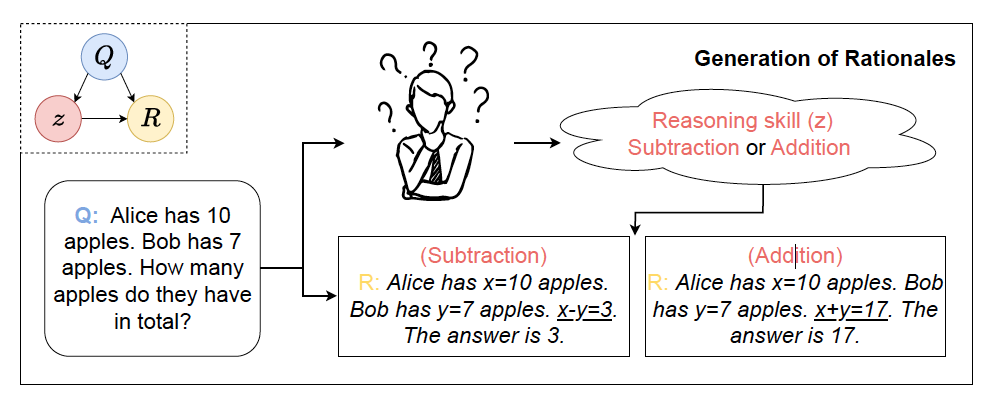 Q
z
R
Generation of Rationales
? ? ? ? ?
Reasoning skill (z)
Subtraction or Addition
Q: Alice has 10
apples. Bob has 7
apples. How many
apples do they have
in total?
(Subtraction)
R: Alice has x=10 apples.
Bob has y=7 apples. x-y=3.
The answer is 3.
(Addition)
R: Alice has x=10 apples. Bob
has y=7 apples. x+y=17. The
answer is 17.